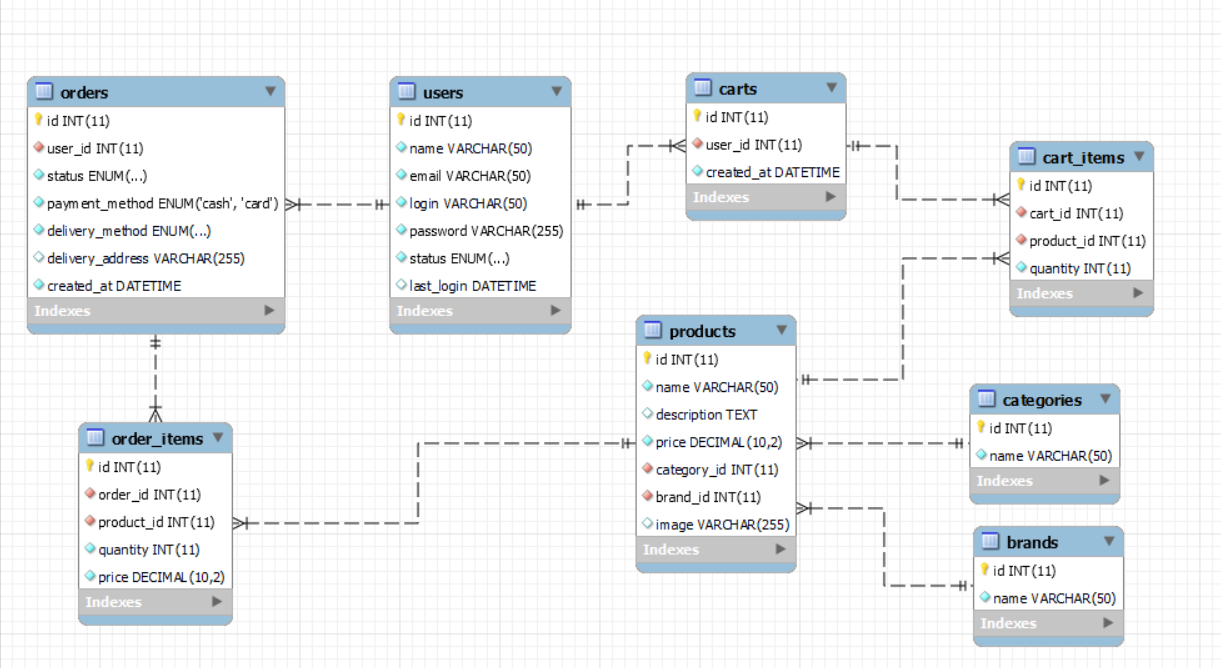 orders
id INT(11)
user_id INT(11)
status ENUM(...)
payment_method ENUM('cash', 'card')
delivery_method ENUM(...)
delivery_address VARCHAR(255)
created_at DATETIME
Indexes
users
id INT(11)
name VARCHAR(50)
email VARCHAR(50)
login VARCHAR(50)
password VARCHAR(255)
status ENUM(...)
last_login DATETIME
Indexes
carts
id INT(11)
user_id INT(11)
created_at DATETIME
Indexes
cart_items
id INT(11)
cart_id INT(11)
product_id INT(11)
quantity INT(11)
Indexes
products
id INT(11)
name VARCHAR(50)
description TEXT
price DECIMAL(10,2)
category_id INT(11)
brand_id INT(11)
image VARCHAR(255)
Indexes
categories
id INT(11)
name VARCHAR(50)
Indexes
order_items
id INT(11)
order_id INT(11)
product_id INT(11)
quantity INT(11)
price DECIMAL(10,2)
Indexes
brands
id INT(11)
name VARCHAR(50)
Indexes